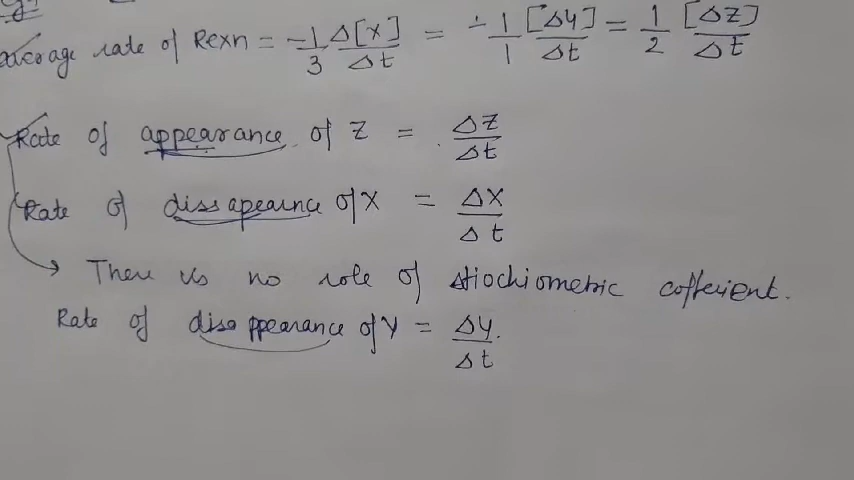 Average rate of Rexn = -1/3 Δ[x]/Δt = -1/1 [Δy]/Δt = 1/2 [Δz]/Δt
Rate of appearance of Z = ΔZ/Δt
Rate of dissapearnce of X = ΔX/Δt
There is no role of stiochiometric cofferient.
Rate of disappearance of Y = Δy/Δt